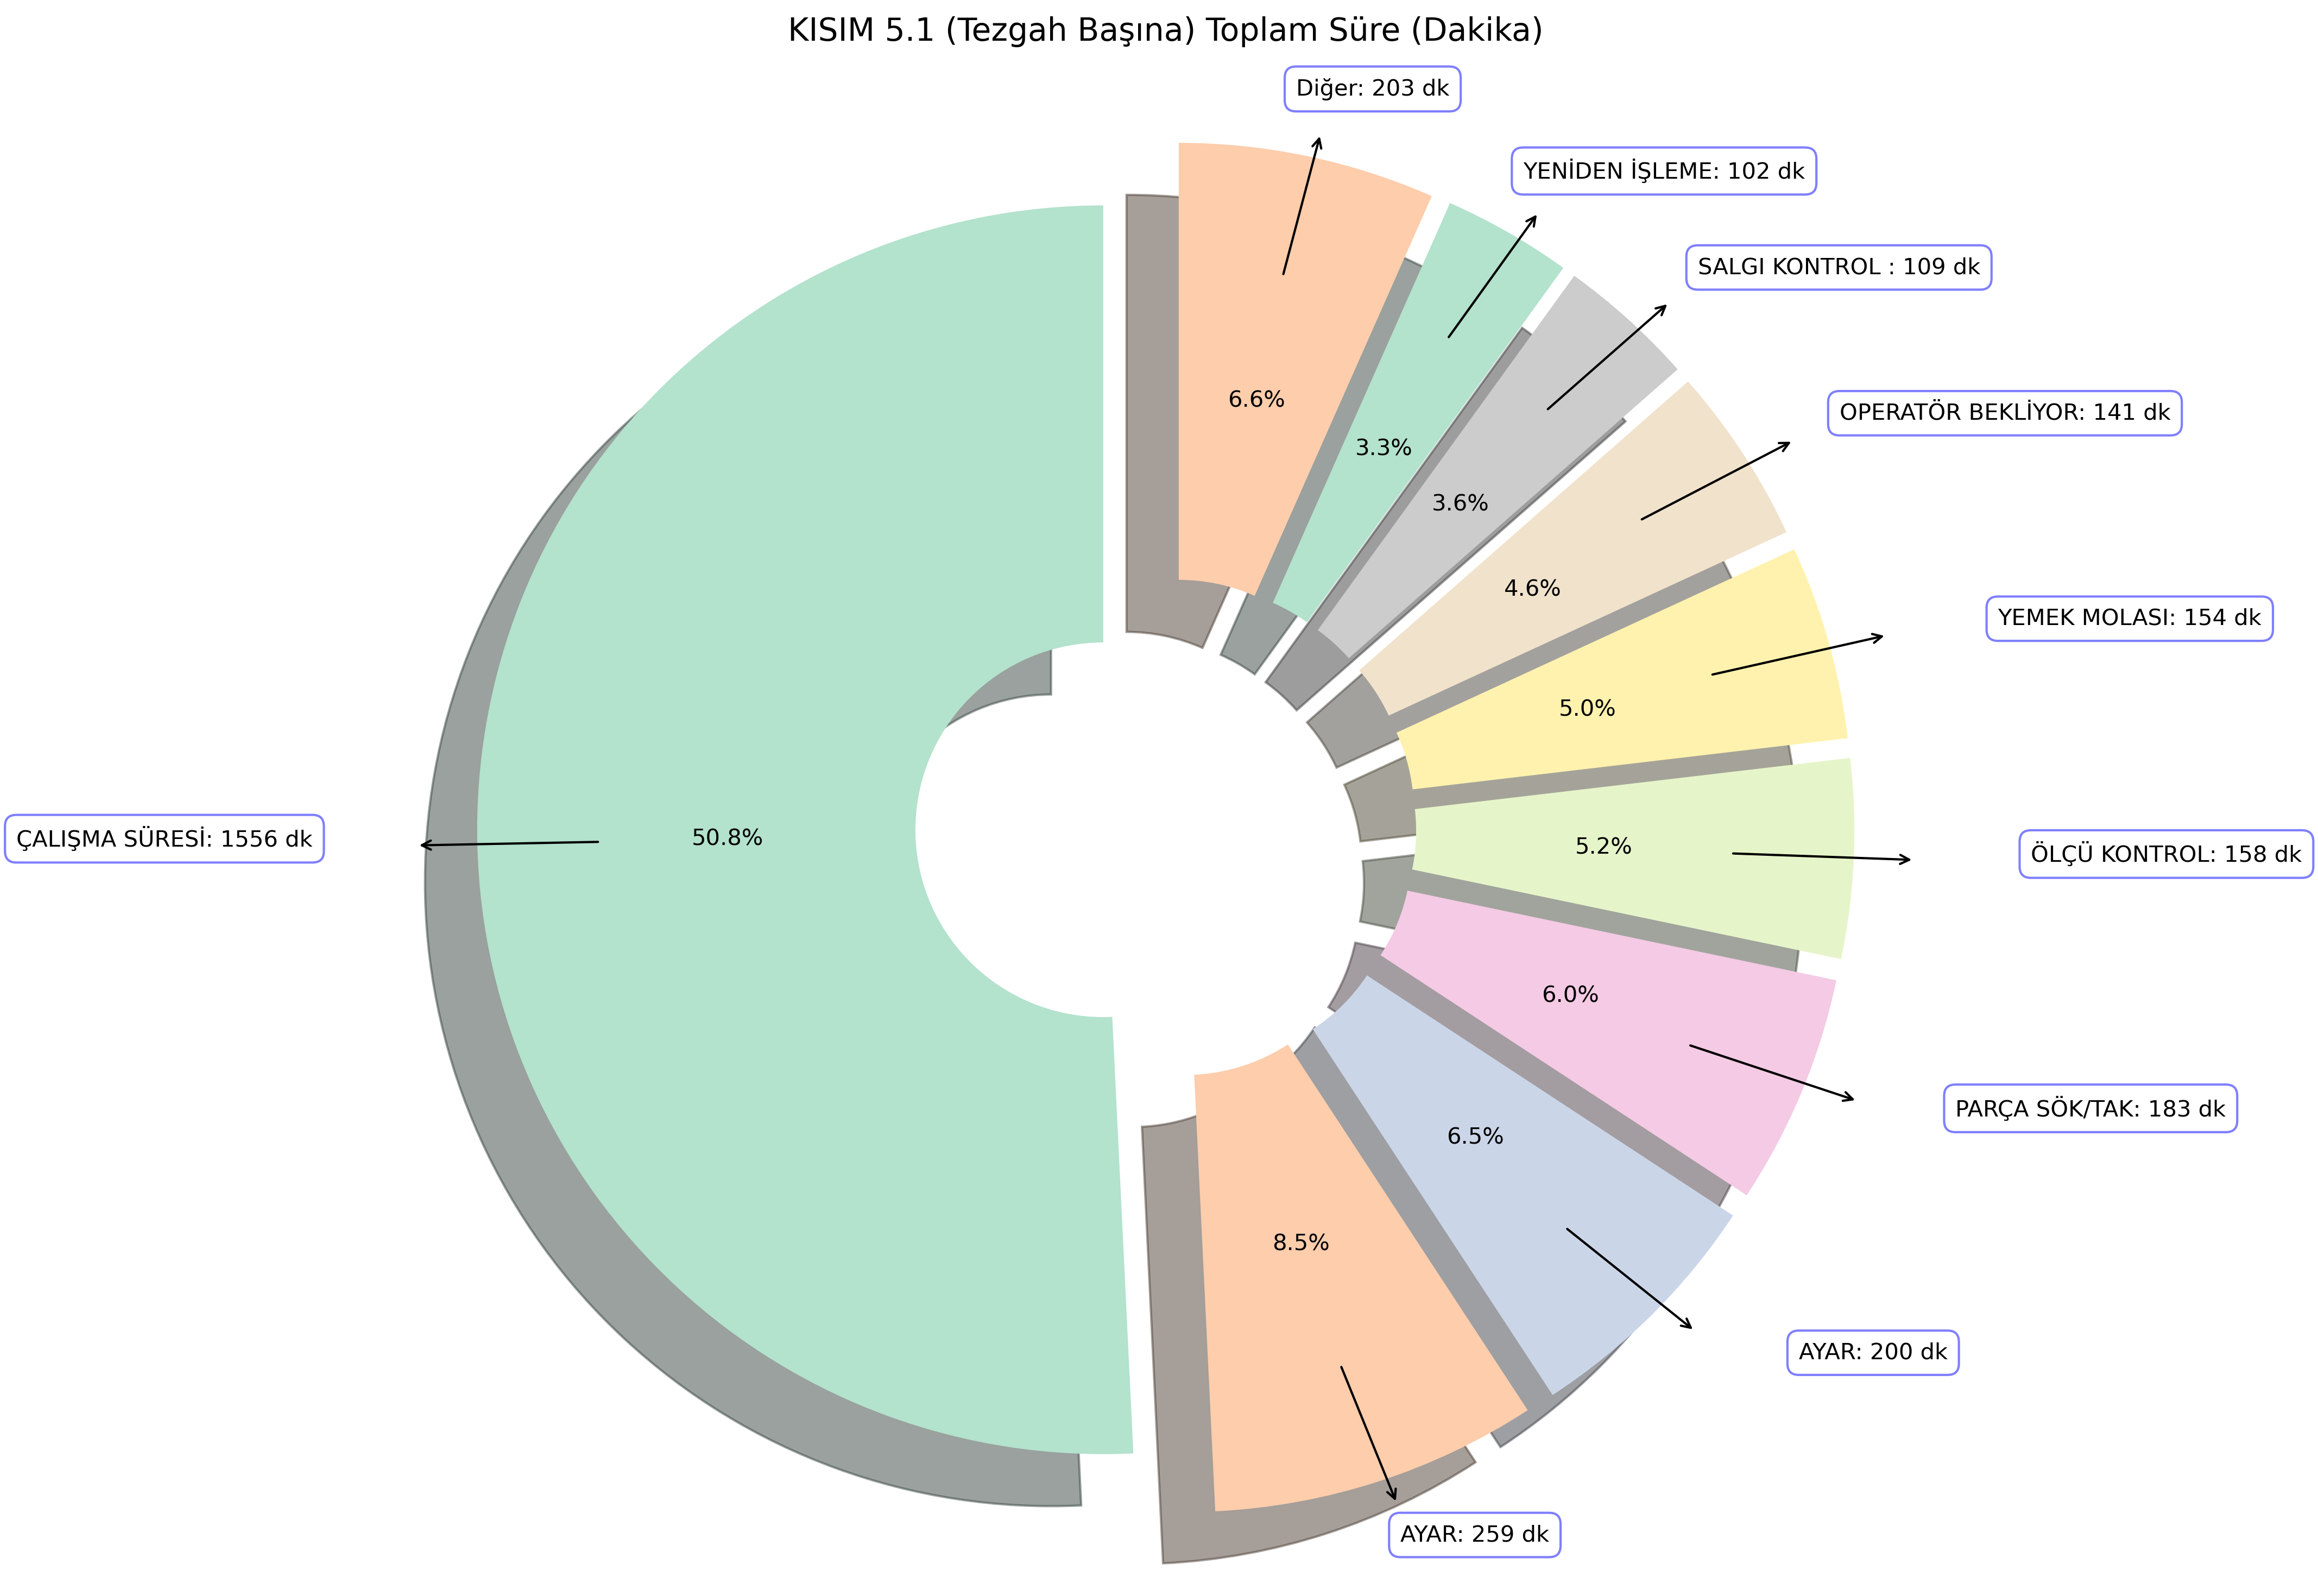 KISIM 5.1 (Tezgah Başına) Toplam Süre (Dakika)
Diğer: 203 dk
YENİDEN İŞLEME: 102 dk
SALGI KONTROL : 109 dk
OPERATÖR BEKLİYOR: 141 dk
YEMEK MOLASI: 154 dk
ÖLÇÜ KONTROL: 158 dk
PARÇA SÖK/TAK: 183 dk
AYAR: 200 dk
AYAR: 259 dk
ÇALIŞMA SÜRESİ: 1556 dk
6.6%
3.3%
3.6%
4.6%
5.0%
5.2%
6.0%
6.5%
8.5%
50.8%